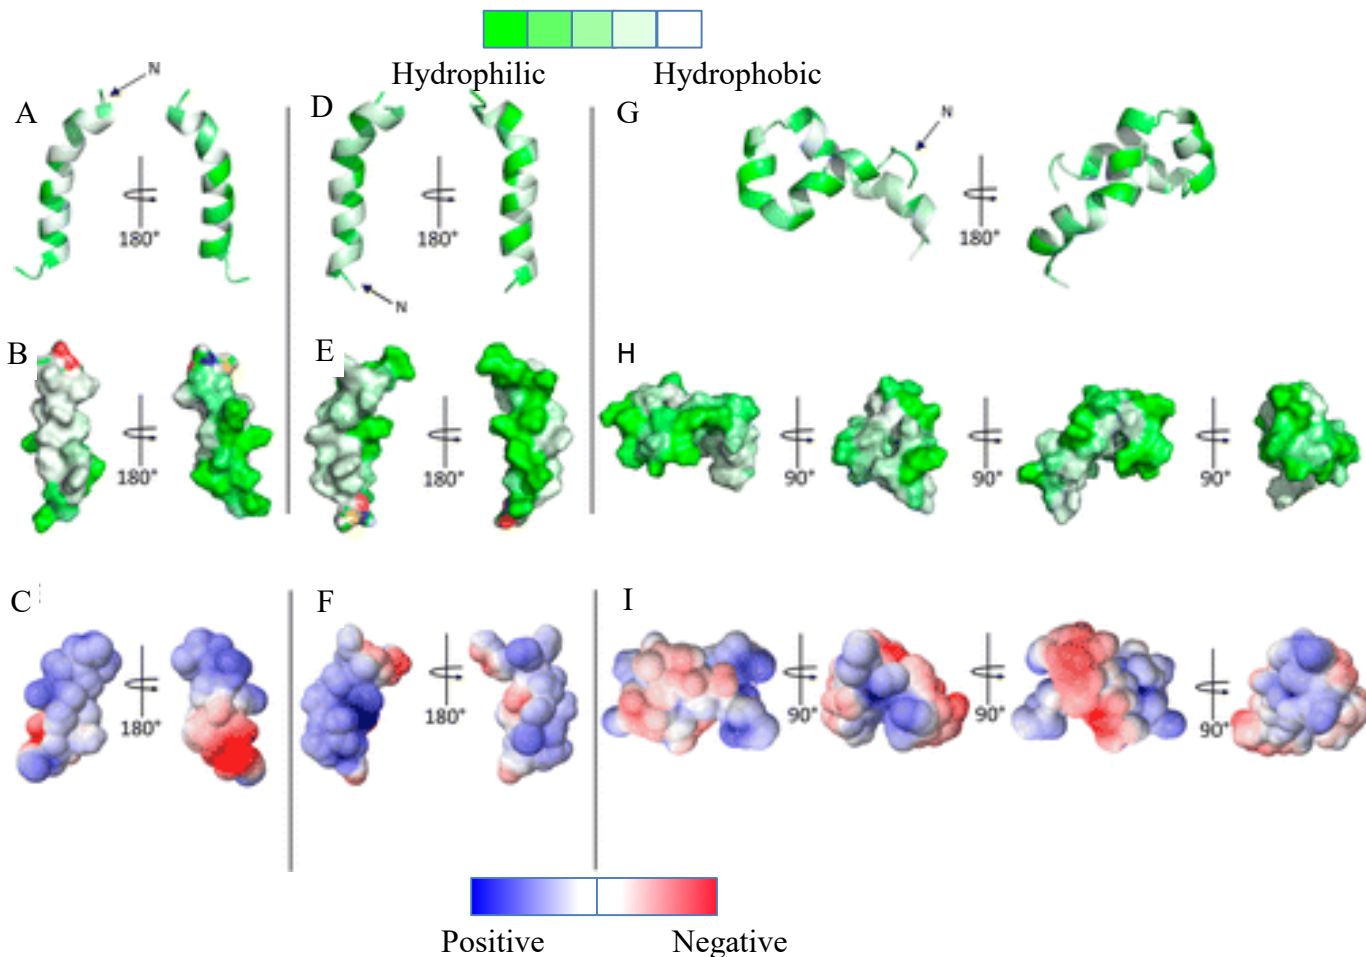 Hydrophilic Hydrophobic
A N D G N
180° 180° 180°
N
B E H
180° 180° 90° 90° 90°
C F I
180° 180° 90° 90° 90°
Positive Negative